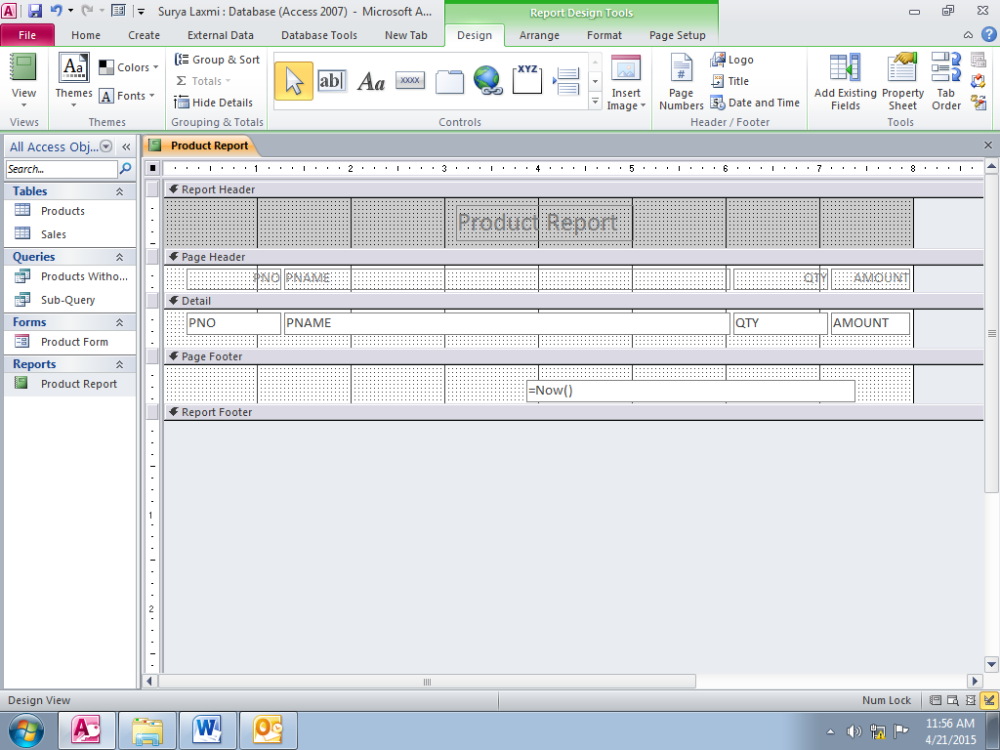 Surya Laxmi : Database (Access 2007) - Microsoft A...
Report Design Tools
File Home Create External Data Database Tools New Tab Design Arrange Format Page Setup
View
Views
Themes
Colors
Fonts
Themes
Group & Sort
Totals
Hide Details
Grouping & Totals
ab|
Aa
XXXX
XYZ
Controls
Insert Image
Page Numbers
Logo
Title
Date and Time
Header / Footer
Add Existing Fields
Property Sheet
Tab Order
Tools
All Access Obj...
Search...
Tables
Products
Sales
Queries
Products Witho...
Sub-Query
Forms
Product Form
Reports
Product Report
Product Report
1 2 3 4 5 6 7 8
Report Header
Product Report
Page Header
PNO PNAME QTY AMOUNT
Detail
PNO PNAME QTY AMOUNT
Page Footer
=Now()
Report Footer
1
2
Design View
Num Lock
11:56 AM
4/21/2015